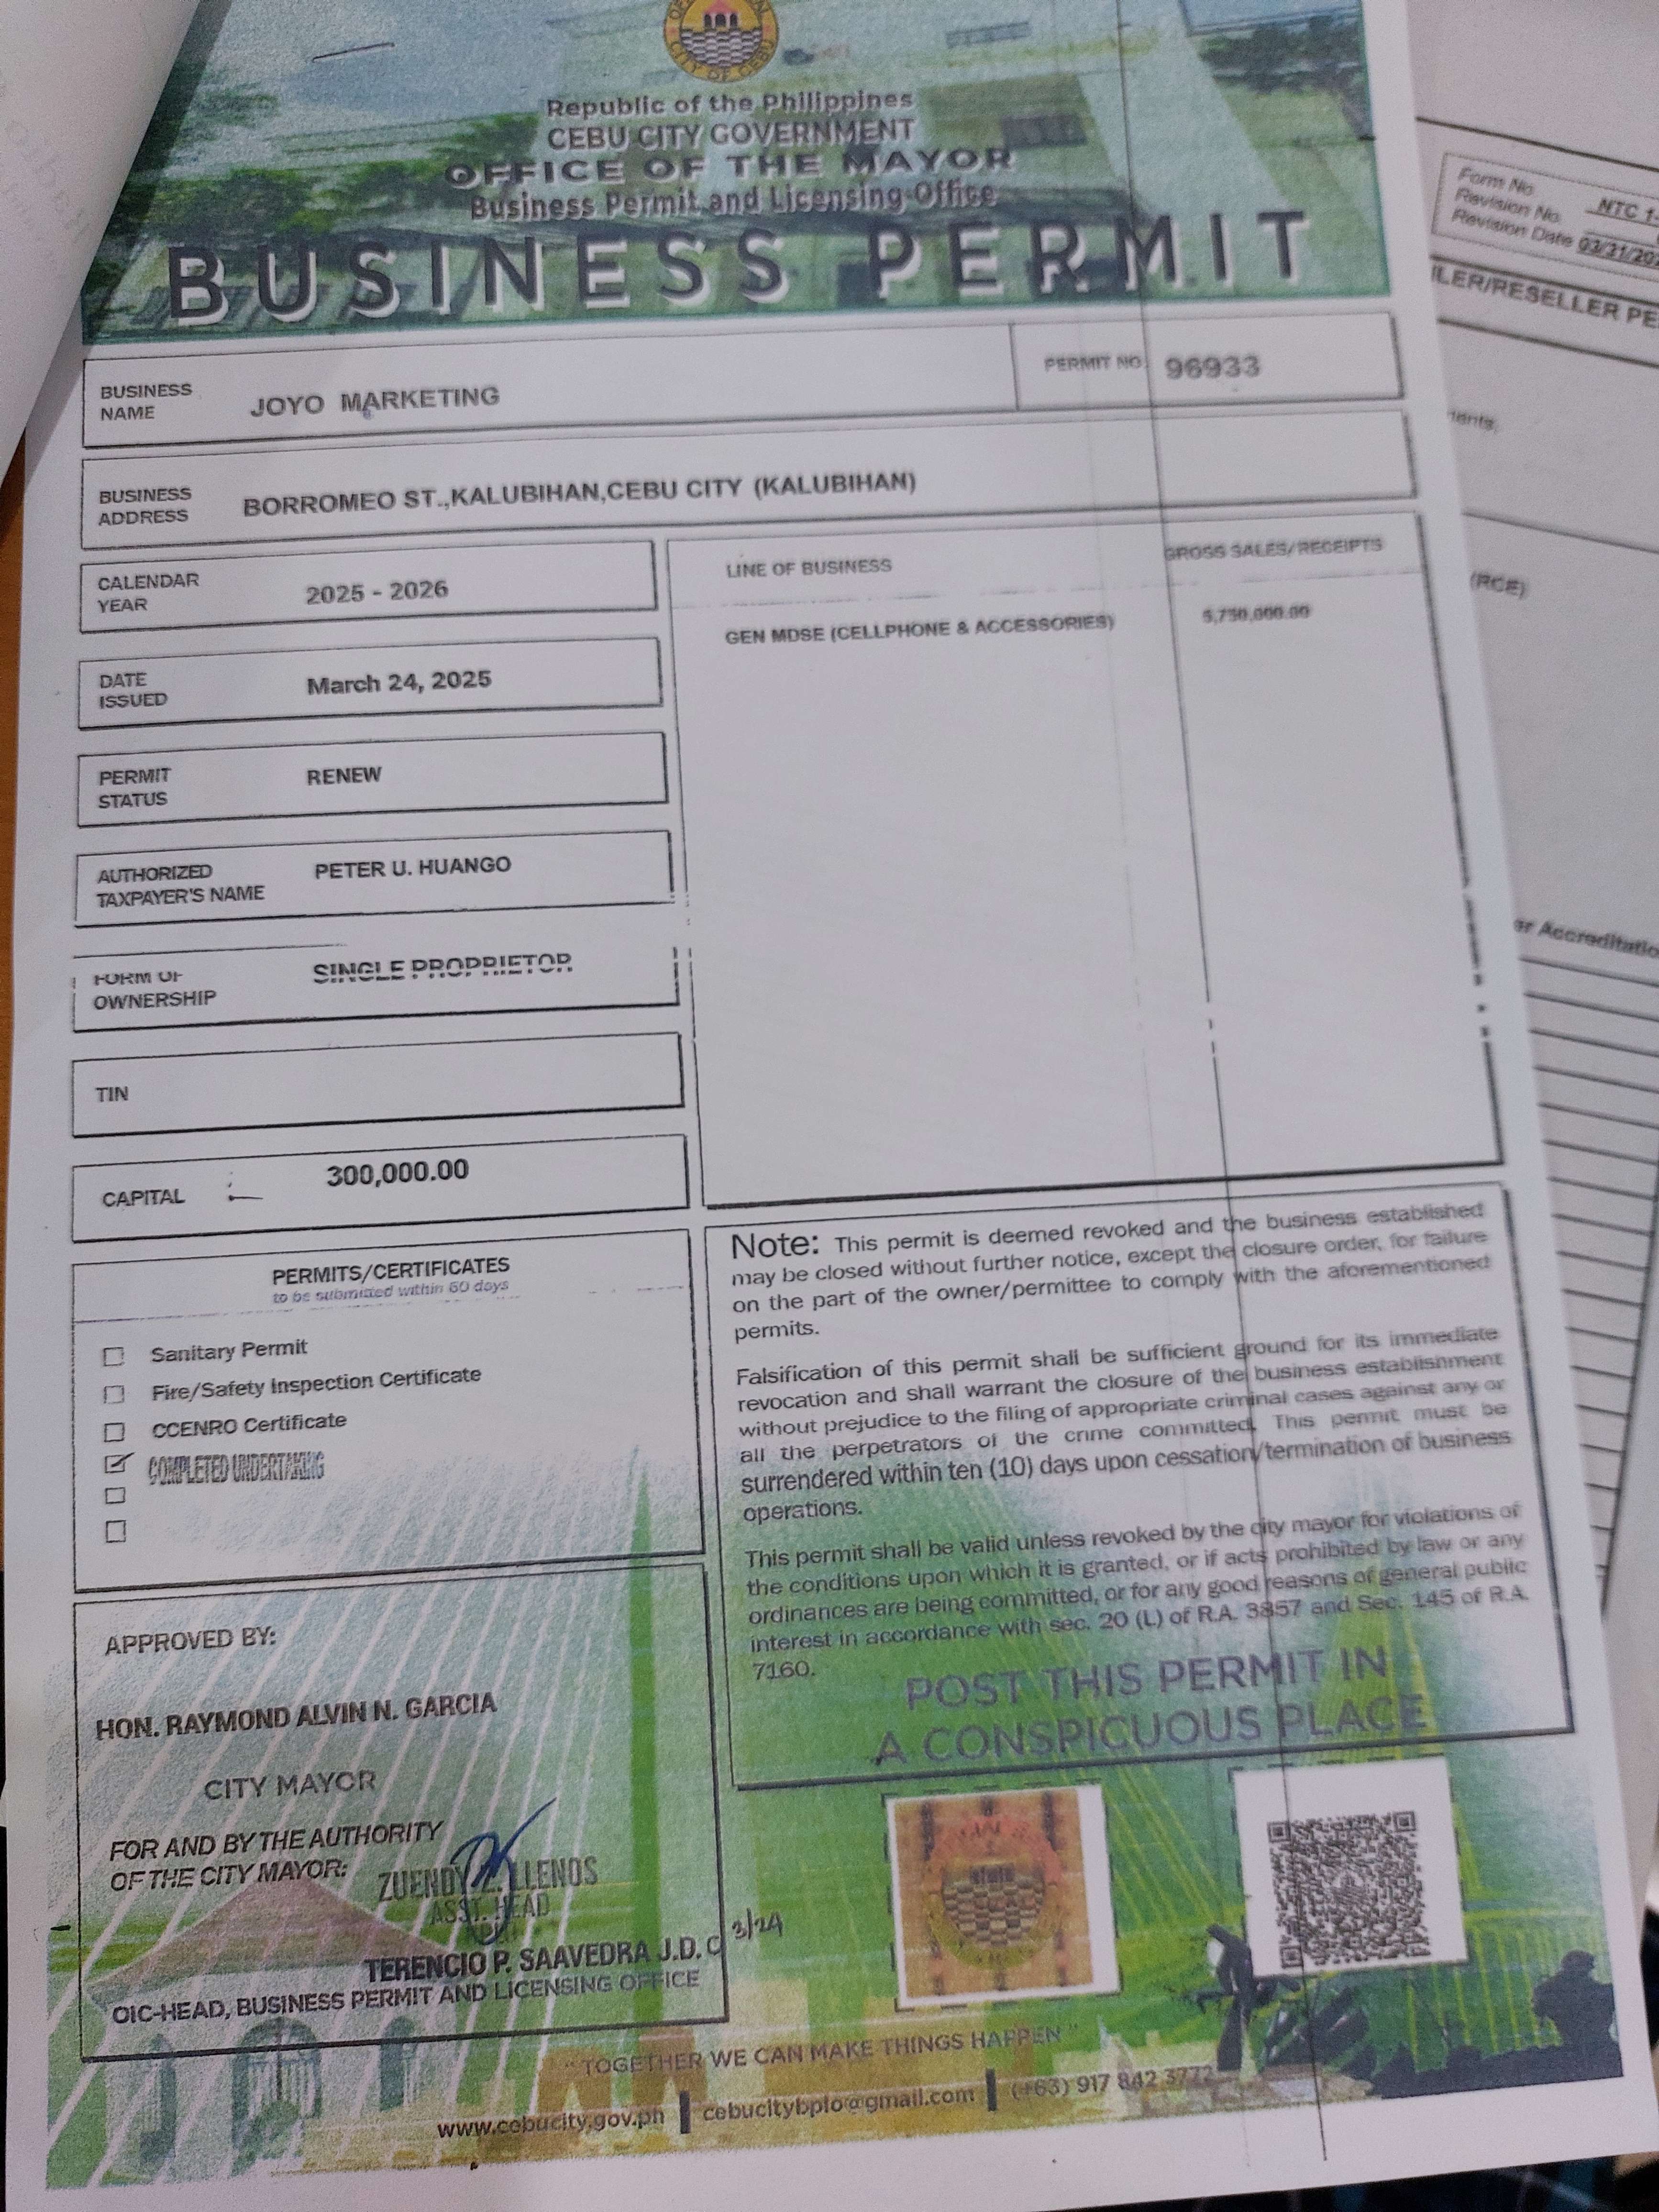 OFFICIAL SEAL
CITY OF CEBU
Republic of the Philippines
CEBU CITY GOVERNMENT
OFFICE OF THE MAYOR
Business Permit and Licensing Office
BUSINESS PERMIT
BUSINESS NAME JOYO MARKETING
PERMIT NO. 96933
BUSINESS ADDRESS BORROMEO ST.,KALUBIHAN,CEBU CITY (KALUBIHAN)
CALENDAR YEAR 2025 - 2026
DATE ISSUED March 24, 2025
PERMIT STATUS RENEW
AUTHORIZED TAXPAYER'S NAME PETER U. HUANGO
FORM OF OWNERSHIP SINGLE PROPRIETOR
TIN
CAPITAL : 300,000.00
LINE OF BUSINESS GROSS SALES/RECEIPTS
GEN MDSE (CELLPHONE & ACCESSORIES) 5,750,000.00
PERMITS/CERTIFICATES
to be submitted within 60 days
Sanitary Permit
Fire/Safety Inspection Certificate
CCENRO Certificate
COMPLETED UNDERTAKING
Note: This permit is deemed revoked and the business established
may be closed without further notice, except the closure order, for failure
on the part of the owner/permittee to comply with the aforementioned
permits.
Falsification of this permit shall be sufficient ground for its immediate
revocation and shall warrant the closure of the business establishment
without prejudice to the filing of appropriate criminal cases against any or
all the perpetrators of the crime committed. This permit must be
surrendered within ten (10) days upon cessation/termination of business
operations.
This permit shall be valid unless revoked by the city mayor for violations of
the conditions upon which it is granted, or if acts prohibited by law or any
ordinances are being committed, or for any good reasons of general public
interest in accordance with sec. 20 (L) of R.A. 3857 and Sec. 145 of R.A.
7160.
POST THIS PERMIT IN
A CONSPICUOUS PLACE
APPROVED BY:
HON. RAYMOND ALVIN N. GARCIA
CITY MAYOR
FOR AND BY THE AUTHORITY
OF THE CITY MAYOR:
ZUENDY LLENOS
ASST. HEAD
TERENCIO P. SAAVEDRA J.D. 3/24
OIC-HEAD, BUSINESS PERMIT AND LICENSING OFFICE
"TOGETHER WE CAN MAKE THINGS HAPPEN"
www.cebucity.gov.ph | cebucitybplo@gmail.com | (+63) 917 842 3772
Form No. NTC 1-
Revision No.
Revision Date 03/31/202
ILER/RESELLER PE
(RCE)
er Accreditatio